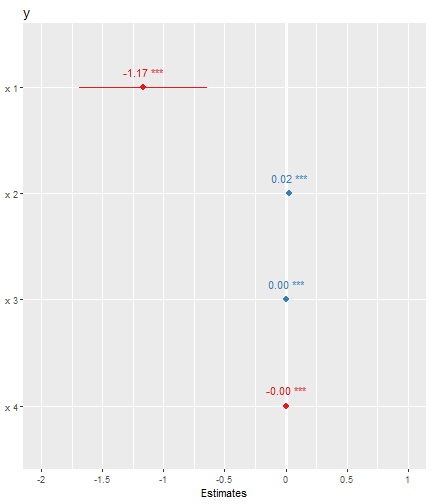 y
x 1
-1.17 ***
x 2
0.02 ***
x 3
0.00 ***
x 4
-0.00 ***
-2 -1.5 -1 -0.5 0 0.5 1
Estimates